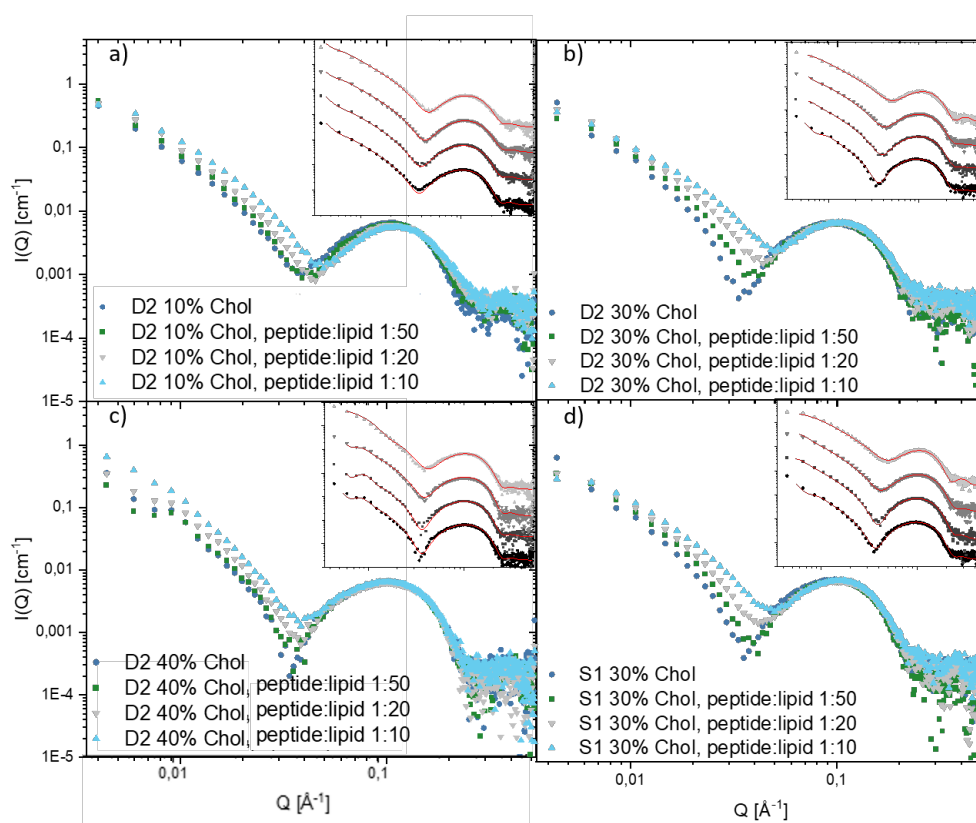 a)
1
0,1
0,01
0,001
1E-4
1E-5
I(Q) [cm⁻¹]
D2 10% Chol
D2 10% Chol, peptide:lipid 1:50
D2 10% Chol, peptide:lipid 1:20
D2 10% Chol, peptide:lipid 1:10
b)
D2 30% Chol
D2 30% Chol, peptide:lipid 1:50
D2 30% Chol, peptide:lipid 1:20
D2 30% Chol, peptide:lipid 1:10
c)
1
0,1
0,01
0,001
1E-4
1E-5
I(Q) [cm⁻¹]
D2 40% Chol
D2 40% Chol, peptide:lipid 1:50
D2 40% Chol, peptide:lipid 1:20
D2 40% Chol, peptide:lipid 1:10
0,01
0,1
Q [Å⁻¹]
d)
S1 30% Chol
S1 30% Chol, peptide:lipid 1:50
S1 30% Chol, peptide:lipid 1:20
S1 30% Chol, peptide:lipid 1:10
0,01
0,1
Q [Å⁻¹]